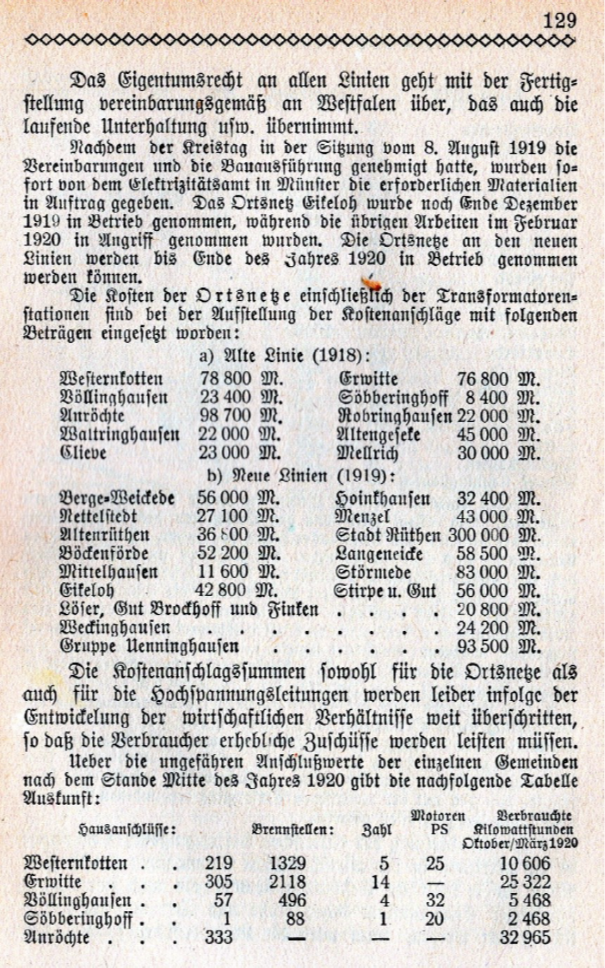 129
Das Eigentumsrecht an allen Linien geht mit der Fertig=
stellung vereinbarungsgemäß an Westfalen über, das auch die
laufende Unterhaltung usw. übernimmt.
Nachdem der Kreistag in der Sitzung vom 8. August 1919 die
Vereinbarungen und die Bauausführung genehmigt hatte, wurden so=
fort von dem Elektrizitätsamt in Münster die erforderlichen Materialien
in Auftrag gegeben. Das Ortsnetz Eikeloh wurde noch Ende Dezember
1919 in Betrieb genommen, während die übrigen Arbeiten im Februar
1920 in Angriff genommen wurden. Die Ortsnetze an den neuen
Linien werden bis Ende des Jahres 1920 in Betrieb genommen
werden können.
Die Kosten der Ortsnetze einschließlich der Transformatoren=
stationen sind bei der Aufstellung der Kostenanschläge mit folgenden
Beträgen eingesetzt worden:
a) Alte Linie (1918):
Westernkotten 78 800 M. Erwitte 76 800 M.
Völlinghausen 23 400 M. Söbberinghoff 8 400 M.
Anröchte 98 700 M. Robringhausen 22 000 M.
Waltringhausen 22 000 M. Altengeseke 45 000 M.
Clieve 23 000 M. Mellrich 30 000 M.
b) Neue Linien (1919):
Berge=Weickede 56 000 M. Hoinkhausen 32 400 M.
Nettelstedt 27 100 M. Menzel 43 000 M.
Altenrüthen 36 800 M. Stadt Rüthen 300 000 M.
Böckenförde 52 200 M. Langeneicke 58 500 M.
Mittelhausen 11 600 M. Störmede 83 000 M.
Eikeloh 42 800 M. Stirpe u. Gut 56 000 M.
Löser, Gut Brockhoff und Finken . . . . 20 800 M.
Weckinghausen . . . . . . . 24 200 M.
Gruppe Uenninghausen . . . . . 93 500 M.
Die Kostenanschlagssummen sowohl für die Ortsnetze als
auch für die Hochspannungsleitungen werden leider infolge der
Entwickelung der wirtschaftlichen Verhältnisse weit überschritten,
so daß die Verbraucher erhebliche Zuschüsse werden leisten müssen.
Ueber die ungefähren Anschlußwerte der einzelnen Gemeinden
nach dem Stande Mitte des Jahres 1920 gibt die nachfolgende Tabelle
Auskunft:
Hausanschlüsse: Brennstellen: Motoren Zahl PS Verbrauchte Kilowattstunden Oktober/März 1920
Westernkotten . . 219 1329 5 25 10 606
Erwitte . . 305 2118 14 — 25 322
Völlinghausen . . 57 496 4 32 5 468
Söbberinghoff . . 1 88 1 20 2 468
Anröchte . . . 333 — — — 32 965